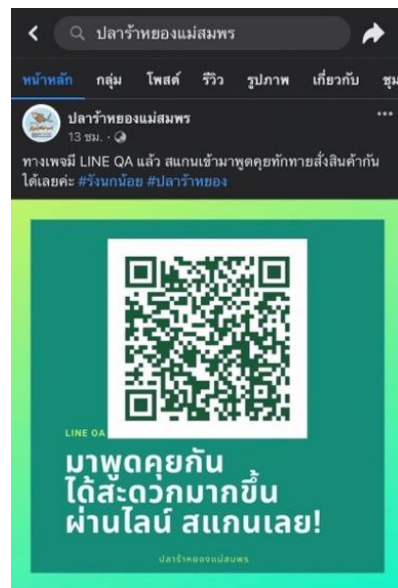 ปลาร้าหยองแม่สมพร
หน้าหลัก กลุ่ม โพสต์ รีวิว รูปภาพ เกี่ยวกับ ชุม
ปลาร้าหยองแม่สมพร
13 ชม.
ทางเพจมี LINE QA แล้ว สแกนเข้ามาพูดคุยทักทายสั่งสินค้ากัน
ได้เลยค่ะ #รังนกน้อย #ปลาร้าหยอง
LINE OA
มาพูดคุยกัน
ได้สะดวกมากขึ้น
ผ่านไลน์ สแกนเลย!
ปลาร้าหยองแม่สมพร